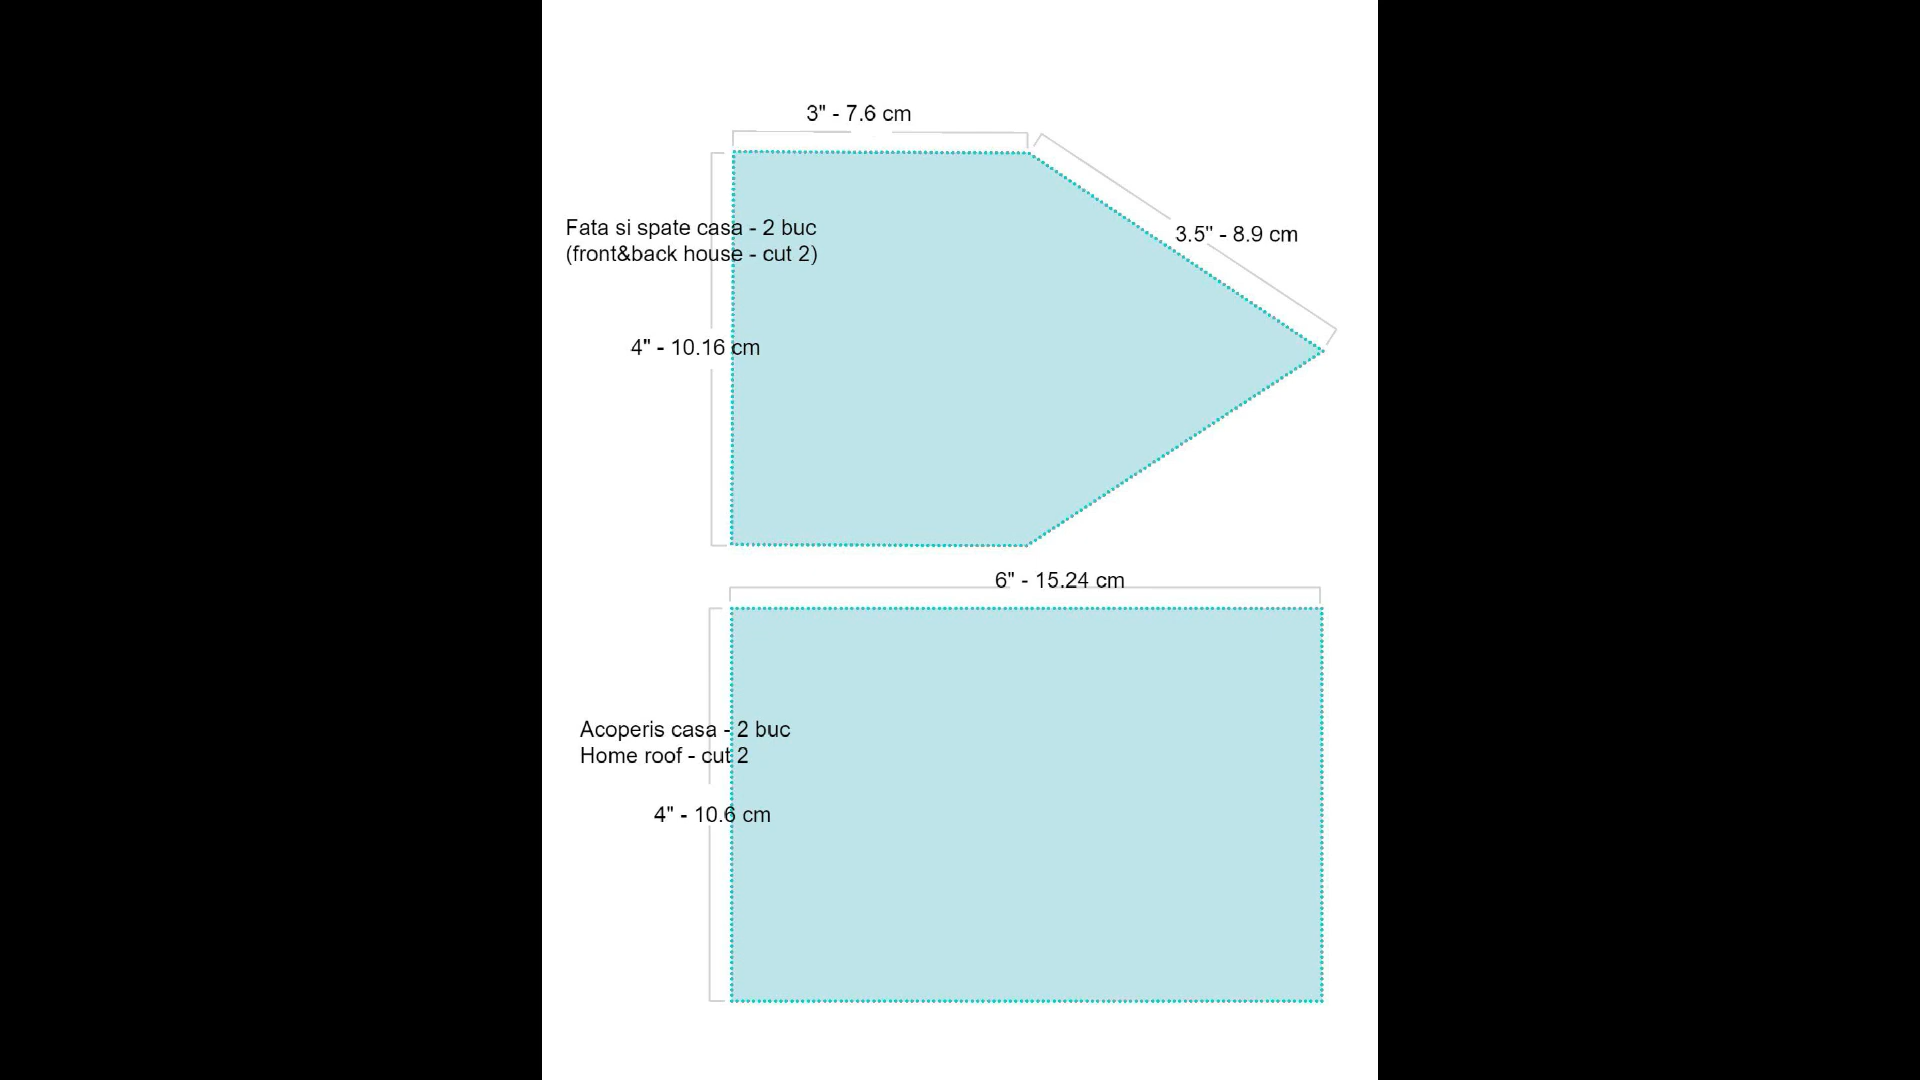 3" - 7.6 cm
3.5" - 8.9 cm
Fata si spate casa - 2 buc
(front&back house - cut 2)
4" - 10.16 cm
6" - 15.24 cm
Acoperis casa - 2 buc
Home roof - cut 2
4" - 10.6 cm